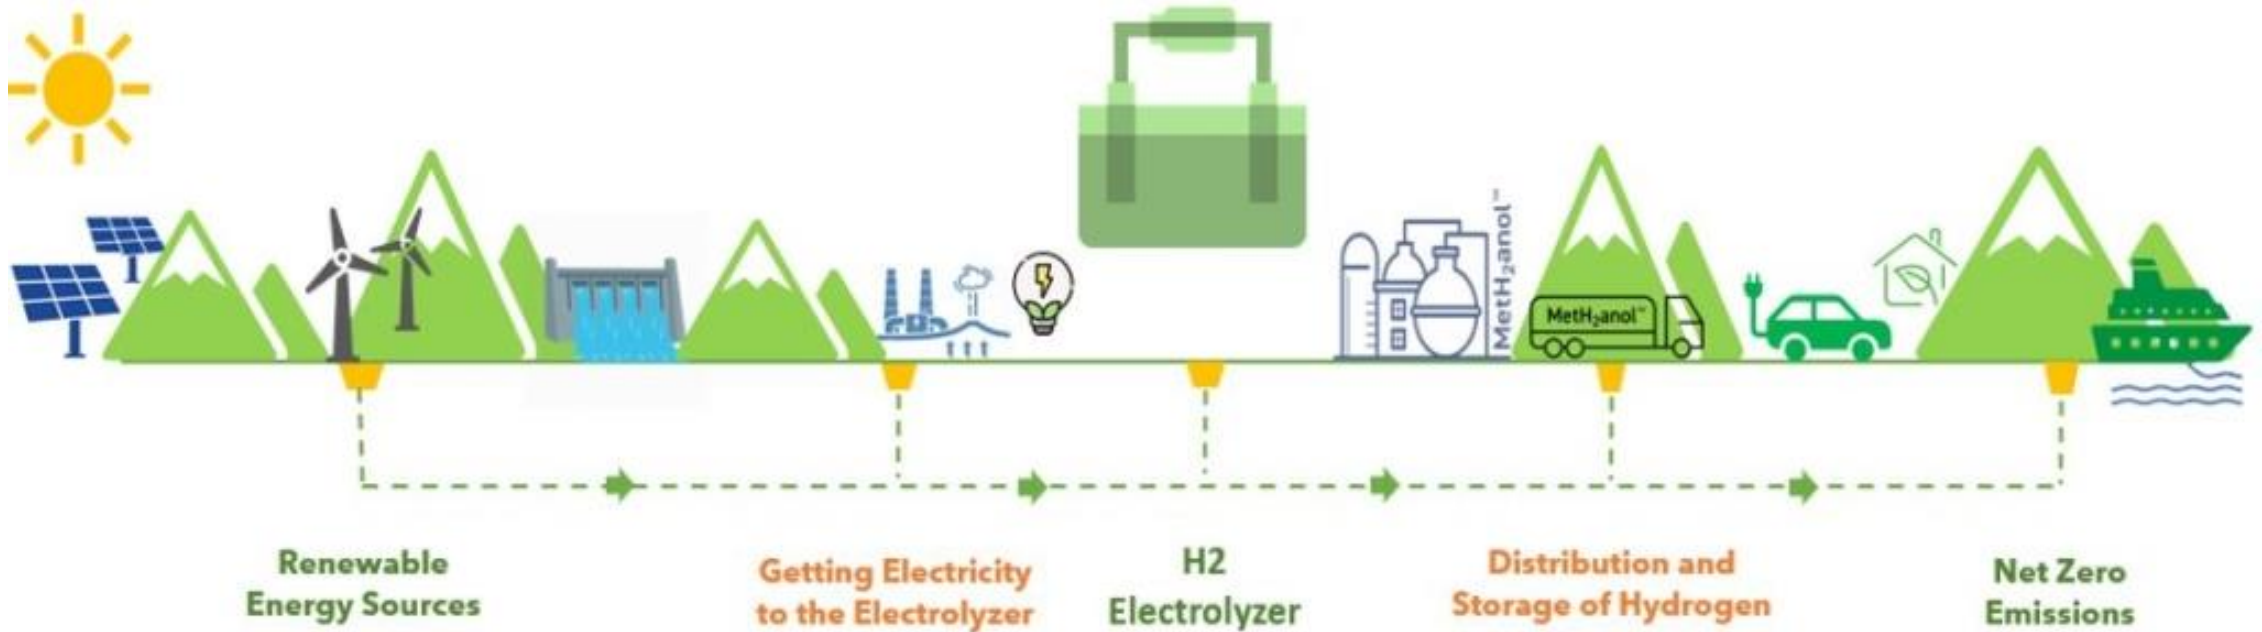 MetH₂anol™
MetH₂anol™
Renewable
Energy Sources
Getting Electricity
to the Electrolyzer
H2
Electrolyzer
Distribution and
Storage of Hydrogen
Net Zero
Emissions